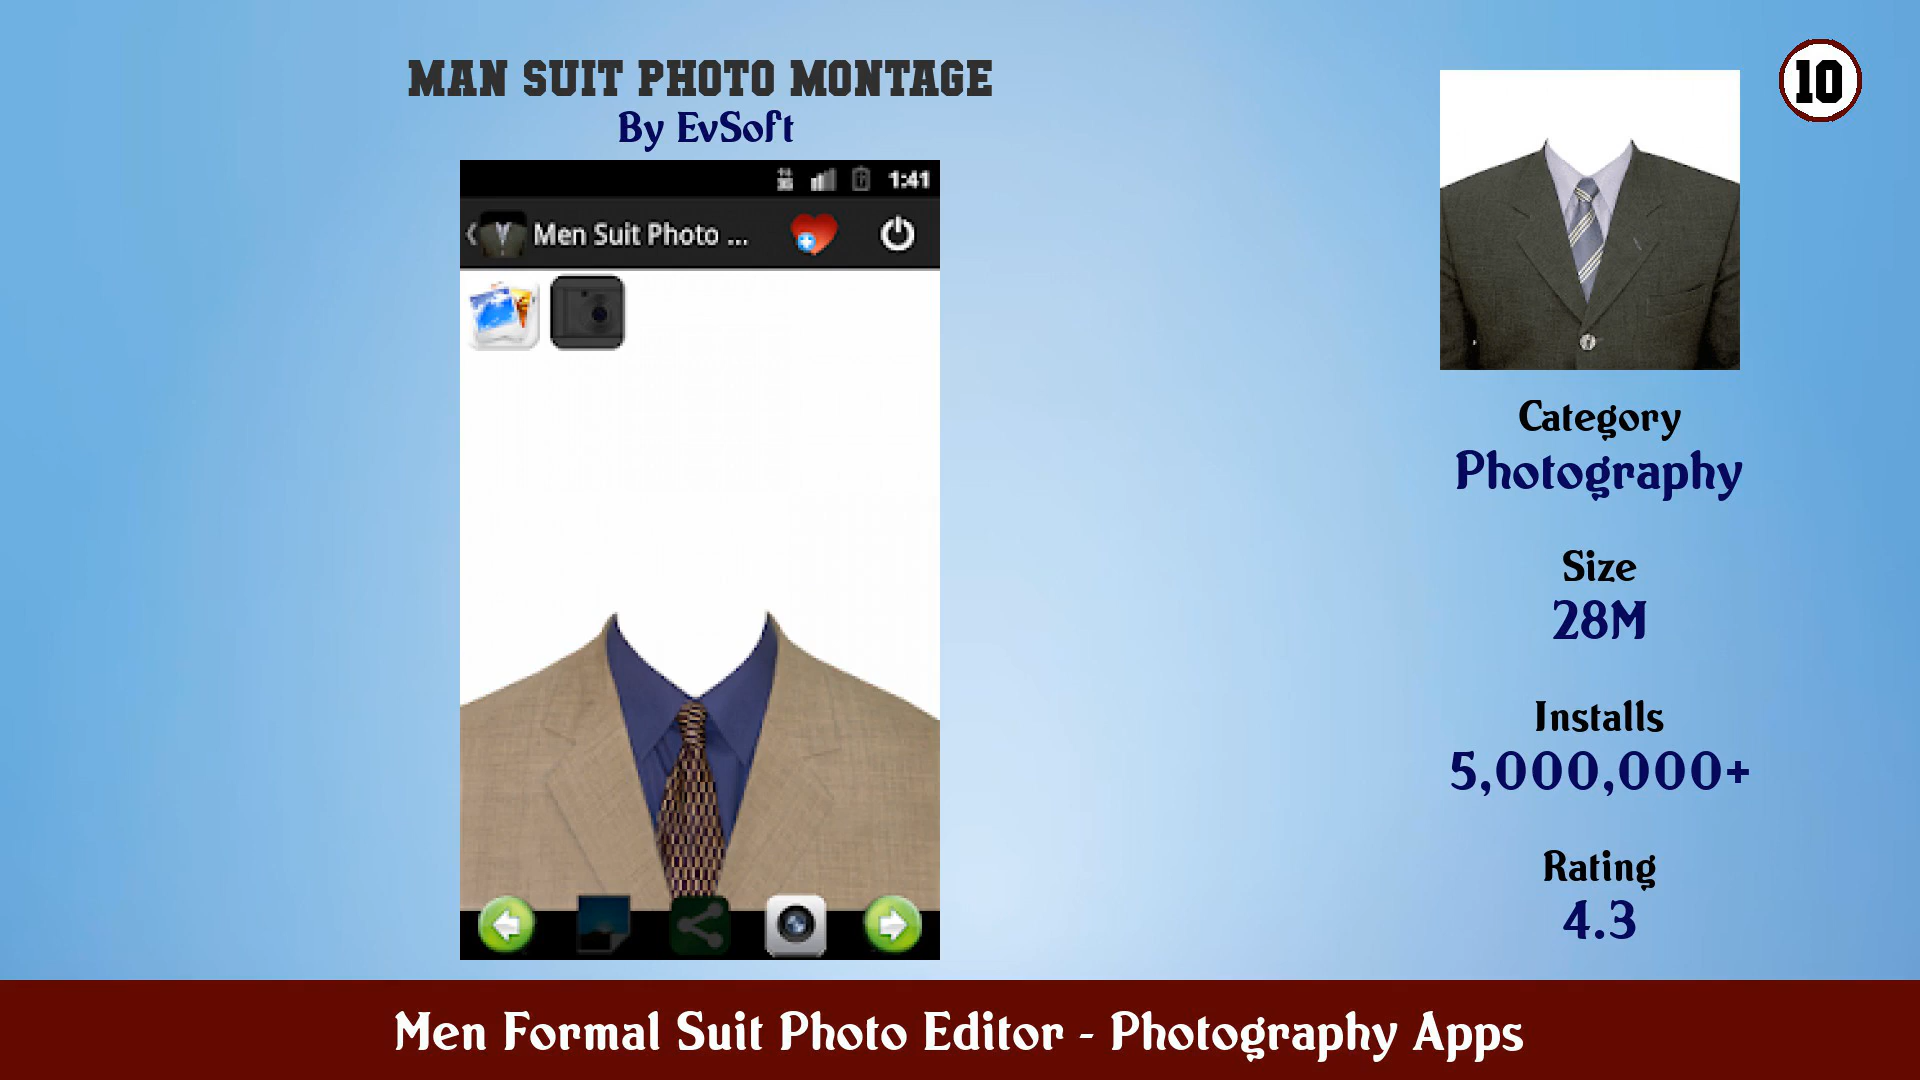 MAN SUIT PHOTO MONTAGE
By EvSoft
10
3G 1:41
Men Suit Photo ...
Category
Photography
Size
28M
Installs
5,000,000+
Rating
4.3
Men Formal Suit Photo Editor - Photography Apps